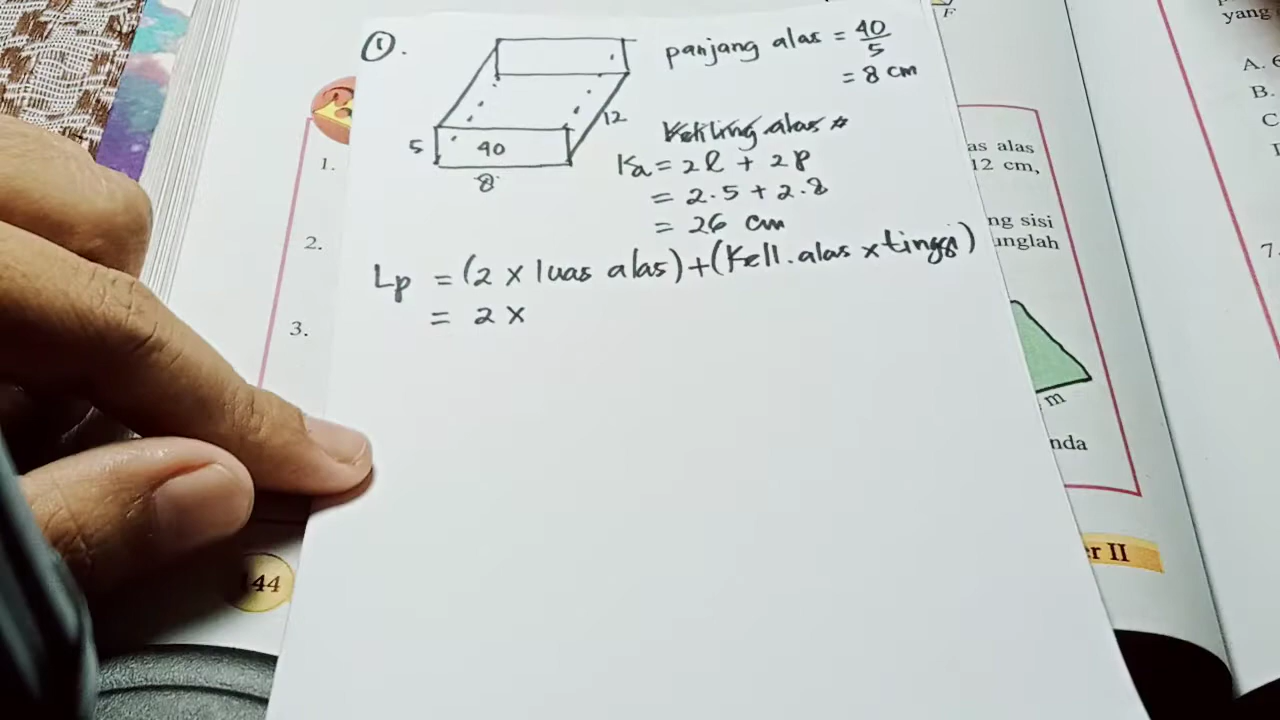 1.
panjang alas = 40/5
= 8 cm
5
40
8
12
Keliling alas =
Ka = 2l + 2p
= 2.5 + 2.8
= 26 cm
Lp = (2 x luas alas) + (Kell. alas x tinggi)
= 2 x
1.
2.
3.
144
as alas
12 cm,
ng sisi
nda
m
er II
F
yang
A. 6
B.
C
7.